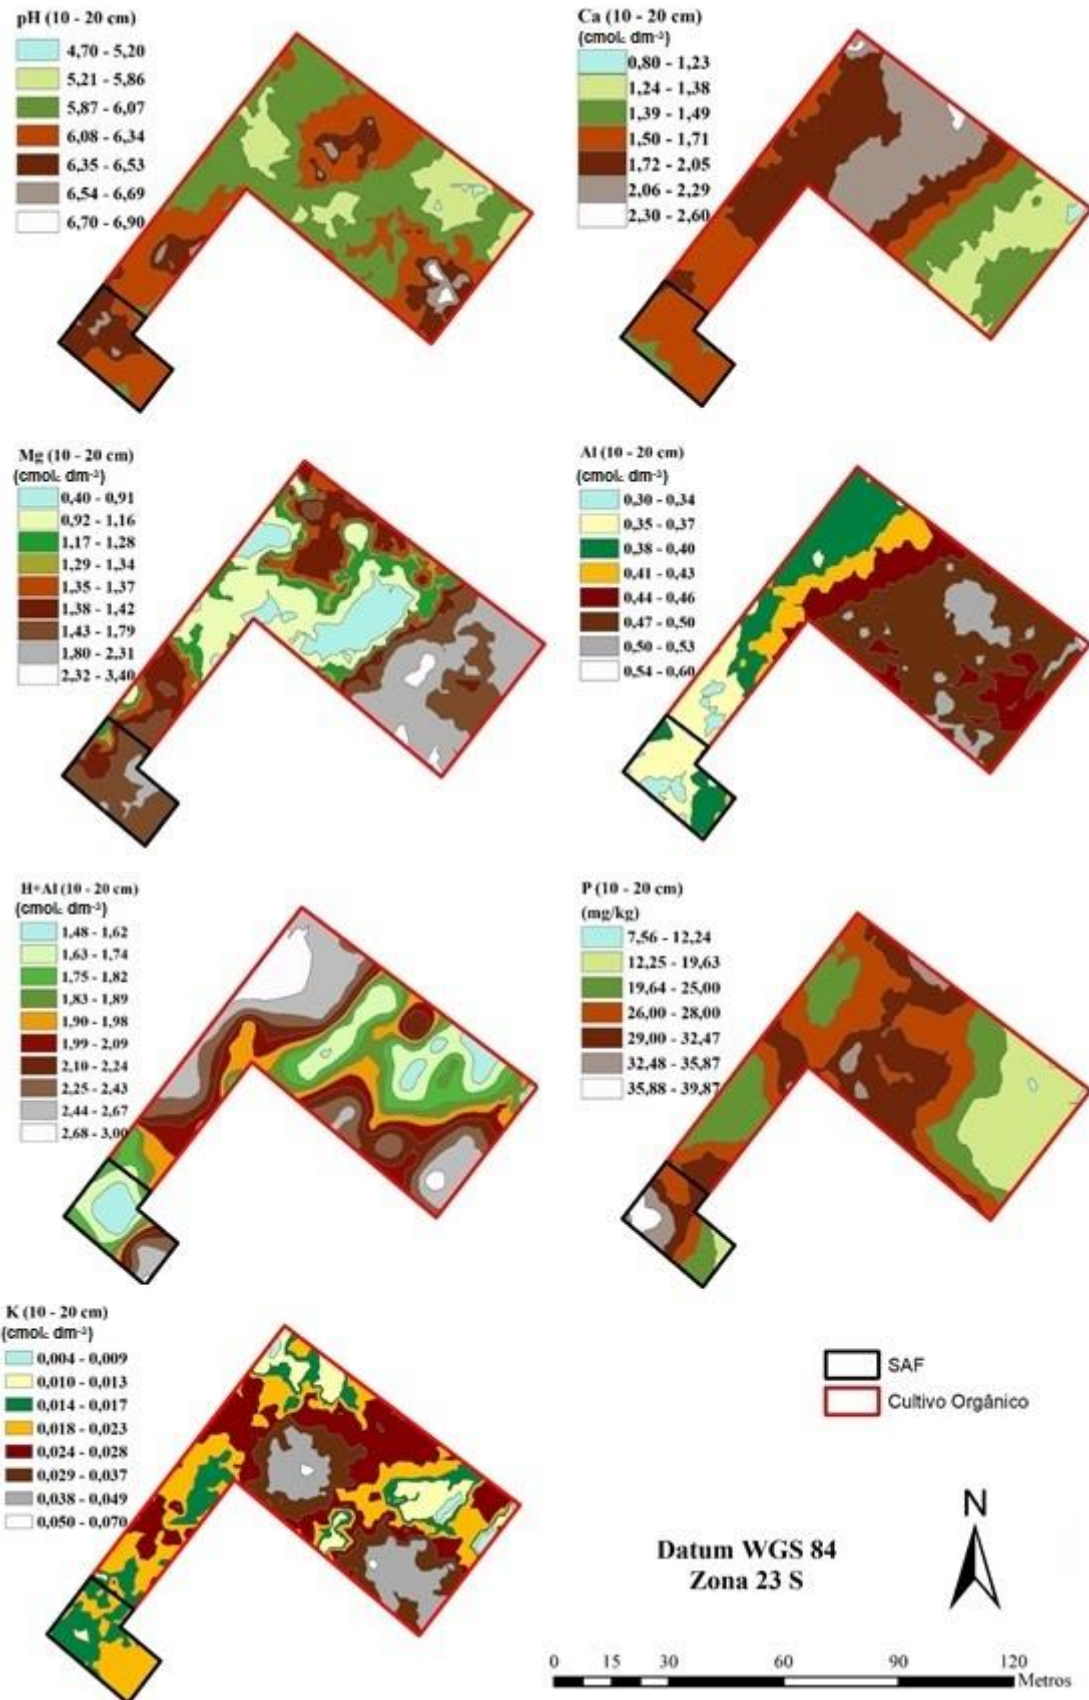 pH (10 - 20 cm)
4,70 - 5,20
5,21 - 5,86
5,87 - 6,07
6,08 - 6,34
6,35 - 6,53
6,54 - 6,69
6,70 - 6,90
Ca (10 - 20 cm)
(cmolc dm-3)
0,80 - 1,23
1,24 - 1,38
1,39 - 1,49
1,50 - 1,71
1,72 - 2,05
2,06 - 2,29
2,30 - 2,60
Mg (10 - 20 cm)
(cmolc dm-3)
0,40 - 0,91
0,92 - 1,16
1,17 - 1,28
1,29 - 1,34
1,35 - 1,37
1,38 - 1,42
1,43 - 1,79
1,80 - 2,31
2,32 - 3,40
Al (10 - 20 cm)
(cmolc dm-3)
0,30 - 0,34
0,35 - 0,37
0,38 - 0,40
0,41 - 0,43
0,44 - 0,46
0,47 - 0,50
0,50 - 0,53
0,54 - 0,60
H+Al (10 - 20 cm)
(cmolc dm-3)
1,48 - 1,62
1,63 - 1,74
1,75 - 1,82
1,83 - 1,89
1,90 - 1,98
1,99 - 2,09
2,10 - 2,24
2,25 - 2,43
2,44 - 2,67
2,68 - 3,00
P (10 - 20 cm)
(mg/kg)
7,56 - 12,24
12,25 - 19,63
19,64 - 25,00
26,00 - 28,00
29,00 - 32,47
32,48 - 35,87
35,88 - 39,87
K (10 - 20 cm)
(cmolc dm-3)
0,004 - 0,009
0,010 - 0,013
0,014 - 0,017
0,018 - 0,023
0,024 - 0,028
0,029 - 0,037
0,038 - 0,049
0,050 - 0,070
SAF
Cultivo Orgânico
N
Datum WGS 84
Zona 23 S
0 15 30 60 90 120
Metros